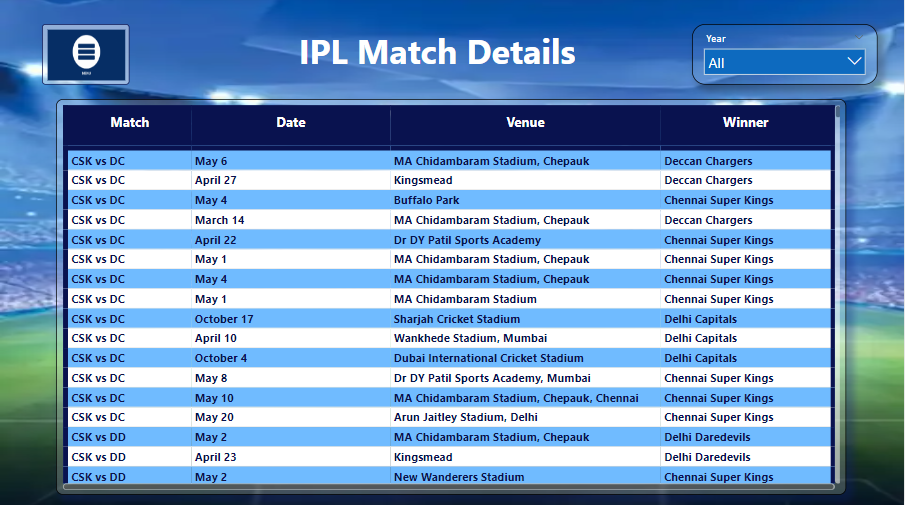 IPL Match Details
Year
All
Match Date Venue Winner
CSK vs DC May 6 MA Chidambaram Stadium, Chepauk Deccan Chargers
CSK vs DC April 27 Kingsmead Deccan Chargers
CSK vs DC May 4 Buffalo Park Chennai Super Kings
CSK vs DC March 14 MA Chidambaram Stadium, Chepauk Deccan Chargers
CSK vs DC April 22 Dr DY Patil Sports Academy Chennai Super Kings
CSK vs DC May 1 MA Chidambaram Stadium, Chepauk Chennai Super Kings
CSK vs DC May 4 MA Chidambaram Stadium, Chepauk Chennai Super Kings
CSK vs DC May 1 MA Chidambaram Stadium Chennai Super Kings
CSK vs DC October 17 Sharjah Cricket Stadium Delhi Capitals
CSK vs DC April 10 Wankhede Stadium, Mumbai Delhi Capitals
CSK vs DC October 4 Dubai International Cricket Stadium Delhi Capitals
CSK vs DC May 8 Dr DY Patil Sports Academy, Mumbai Chennai Super Kings
CSK vs DC May 10 MA Chidambaram Stadium, Chepauk, Chennai Chennai Super Kings
CSK vs DC May 20 Arun Jaitley Stadium, Delhi Chennai Super Kings
CSK vs DD May 2 MA Chidambaram Stadium, Chepauk Delhi Daredevils
CSK vs DD April 23 Kingsmead Delhi Daredevils
CSK vs DD May 2 New Wanderers Stadium Chennai Super Kings